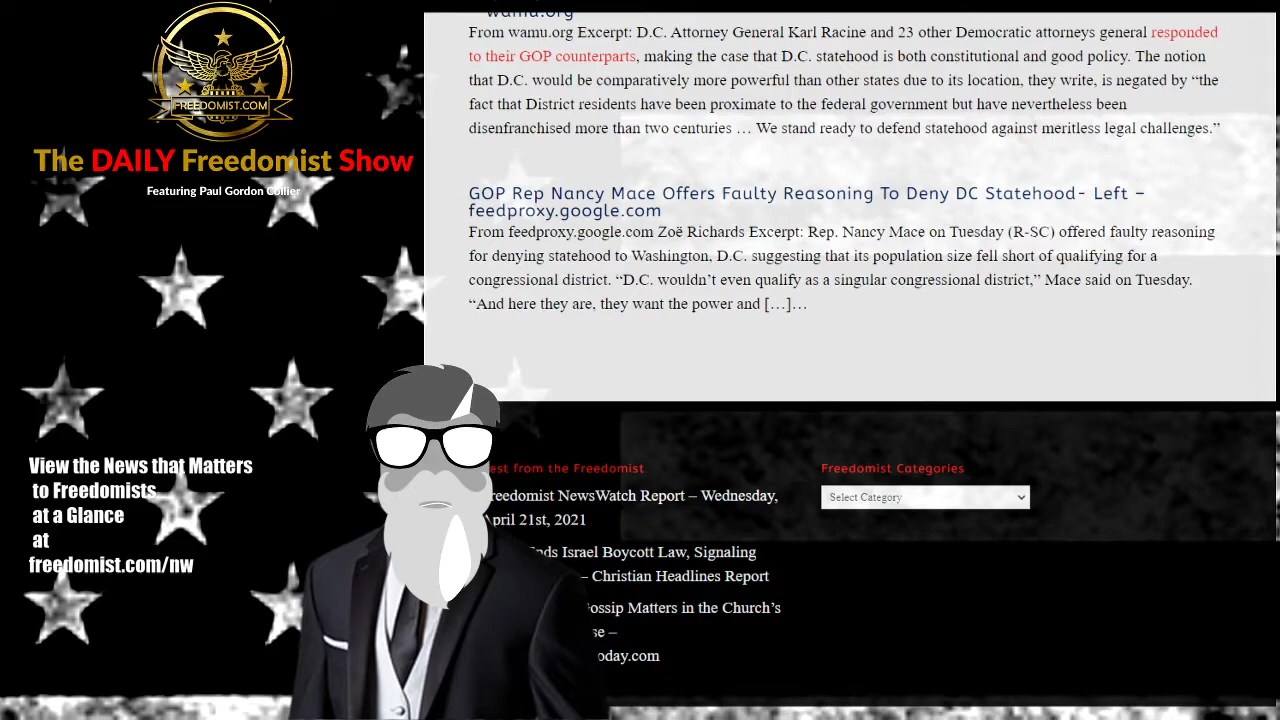 FREEDOMIST.COM
The DAILY Freedomist Show
Featuring Paul Gordon Collier
View the News that Matters
to Freedomists
at a Glance
at
freedomist.com/nw
wamu.org
From wamu.org Excerpt: D.C. Attorney General Karl Racine and 23 other Democratic attorneys general responded
to their GOP counterparts, making the case that D.C. statehood is both constitutional and good policy. The notion
that D.C. would be comparatively more powerful than other states due to its location, they write, is negated by “the
fact that District residents have been proximate to the federal government but have nevertheless been
disenfranchised more than two centuries … We stand ready to defend statehood against meritless legal challenges.”
GOP Rep Nancy Mace Offers Faulty Reasoning To Deny DC Statehood- Left –
feedproxy.google.com
From feedproxy.google.com Zoë Richards Excerpt: Rep. Nancy Mace on Tuesday (R-SC) offered faulty reasoning
for denying statehood to Washington, D.C. suggesting that its population size fell short of qualifying for a
congressional district. “D.C. wouldn’t even qualify as a singular congressional district,” Mace said on Tuesday.
“And here they are, they want the power and […]…
est from the Freedomist
reedomist NewsWatch Report – Wednesday,
pril 21st, 2021
nds Israel Boycott Law, Signaling
– Christian Headlines Report
ossip Matters in the Church’s
se –
oday.com
Freedomist Categories
Select Category